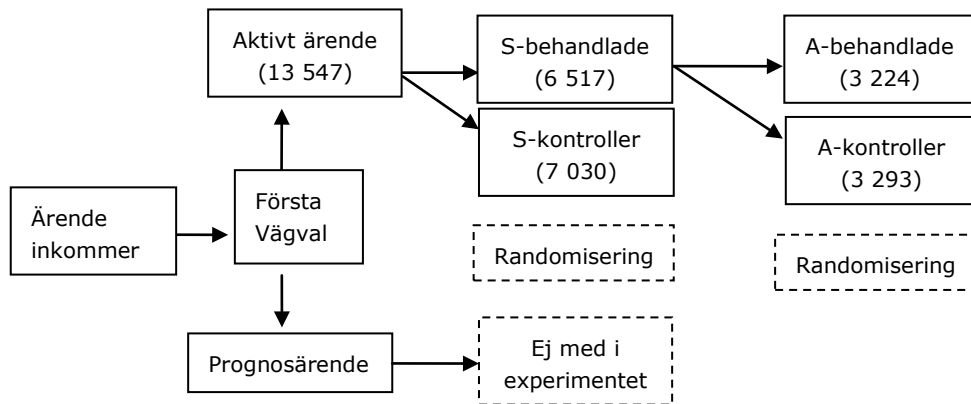 Aktivt ärende
(13 547)
S-behandlade
(6 517)
A-behandlade
(3 224)
S-kontroller
(7 030)
A-kontroller
(3 293)
Ärende
inkommer
Första
Vägval
Randomisering
Randomisering
Prognosärende
Ej med i
experimentet